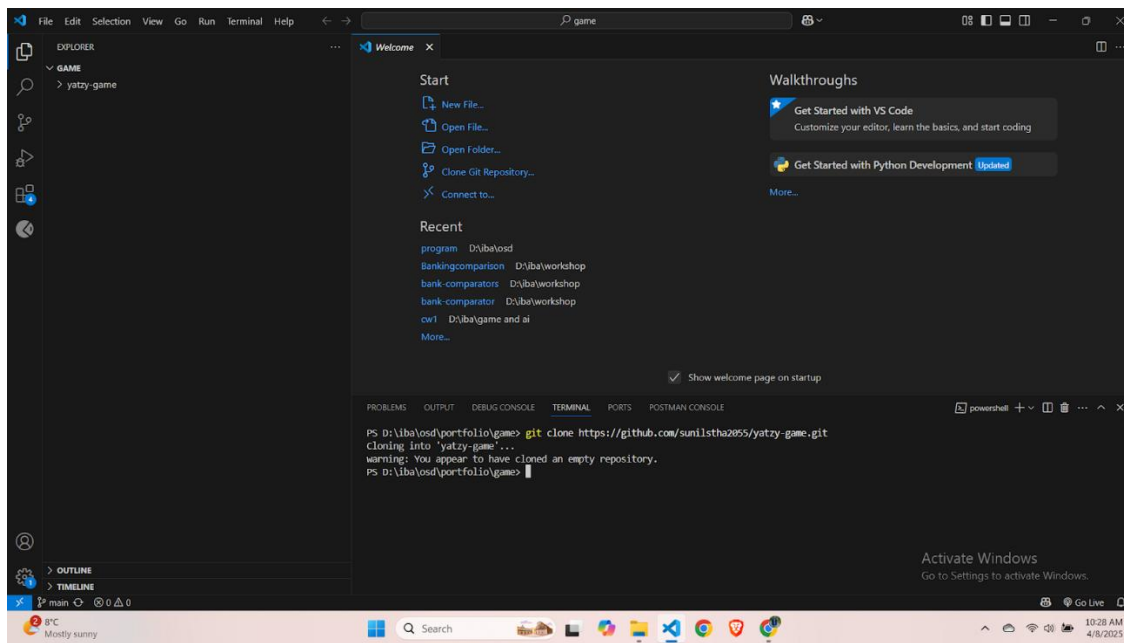 File Edit Selection View Go Run Terminal Help
game
EXPLORER
GAME
yatzy-game
Welcome
Start
New File...
Open File...
Open Folder...
Clone Git Repository...
Connect to...
Recent
program D:\iba\osd
Bankingcomparison D:\iba\workshop
bank-comparators D:\iba\workshop
bank-comparator D:\iba\workshop
cw1 D:\iba\game and ai
More...
Walkthroughs
Get Started with VS Code
Customize your editor, learn the basics, and start coding
Get Started with Python Development Updated
More...
Show welcome page on startup
PROBLEMS OUTPUT DEBUG CONSOLE TERMINAL PORTS POSTMAN CONSOLE
powershell
PS D:\iba\osd\portfolio\game> git clone https://github.com/sunilstha2055/yatzy-game.git
Cloning into 'yatzy-game'...
warning: You appear to have cloned an empty repository.
PS D:\iba\osd\portfolio\game>
4
1
OUTLINE
TIMELINE
Activate Windows
Go to Settings to activate Windows.
main 0 0 0
Go Live
2
8°C
Mostly sunny
Search
10:28 AM
4/8/2025